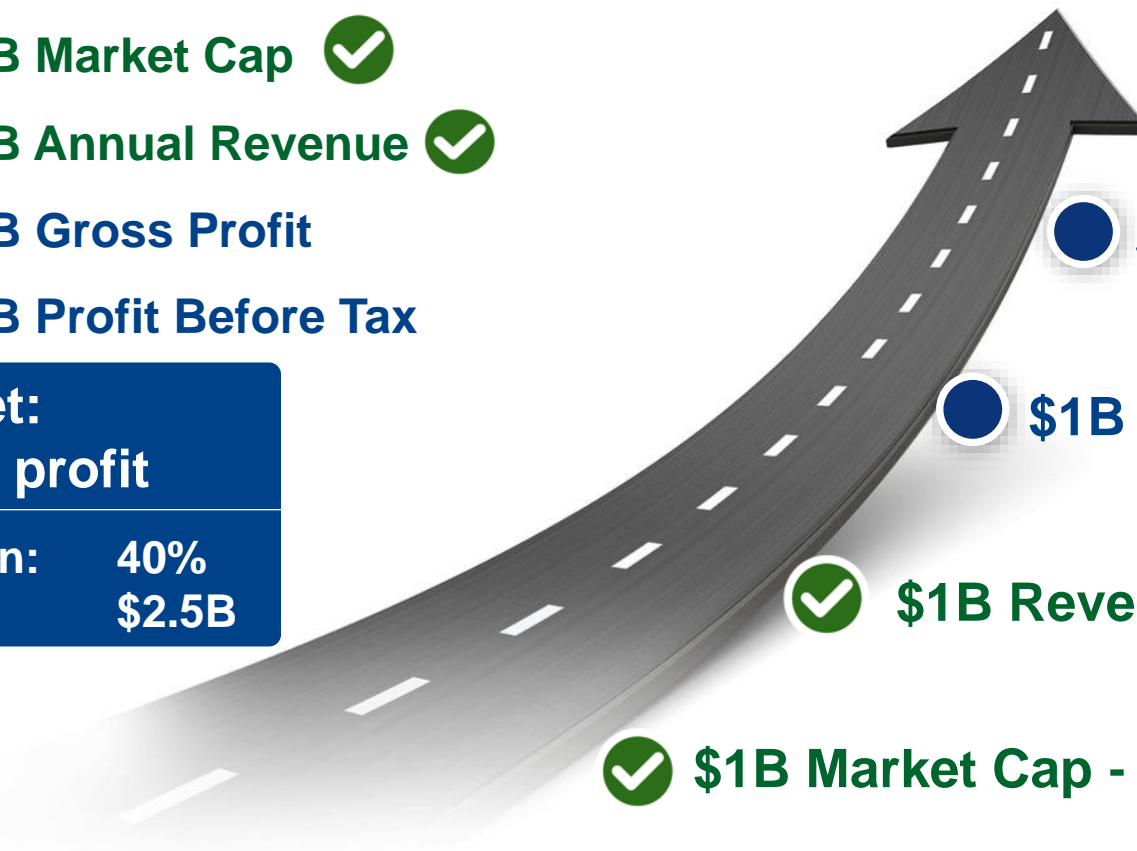 B Market Cap
B Annual Revenue
B Gross Profit
B Profit Before Tax
et:
profit
n: 40%
$2.5B
$1B
$1B Reve
$1B Market Cap -